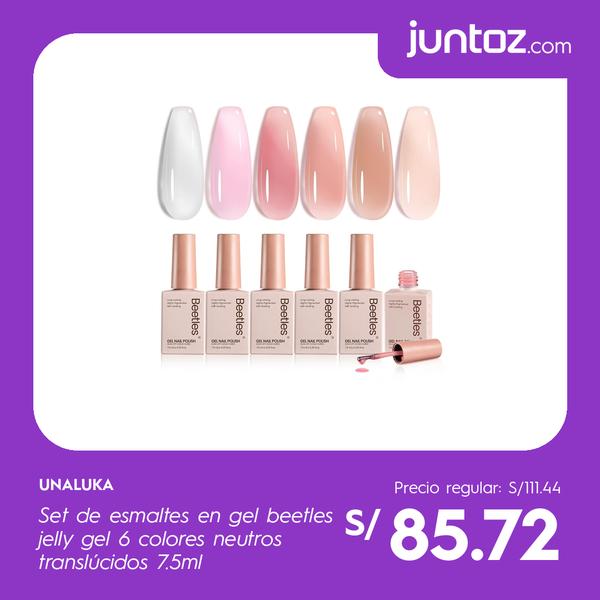 juntoz.com
Beetles
Beetles
Beetles
Beetles
Beetles
Beetles
GEL NAIL POLISH
GEL NAIL POLISH
GEL NAIL POLISH
GEL NAIL POLISH
GEL NAIL POLISH
GEL NAIL POLISH
UNALUKA
Set de esmaltes en gel beetles
jelly gel 6 colores neutros
translúcidos 7.5ml
Precio regular: S/111.44
S/85.72